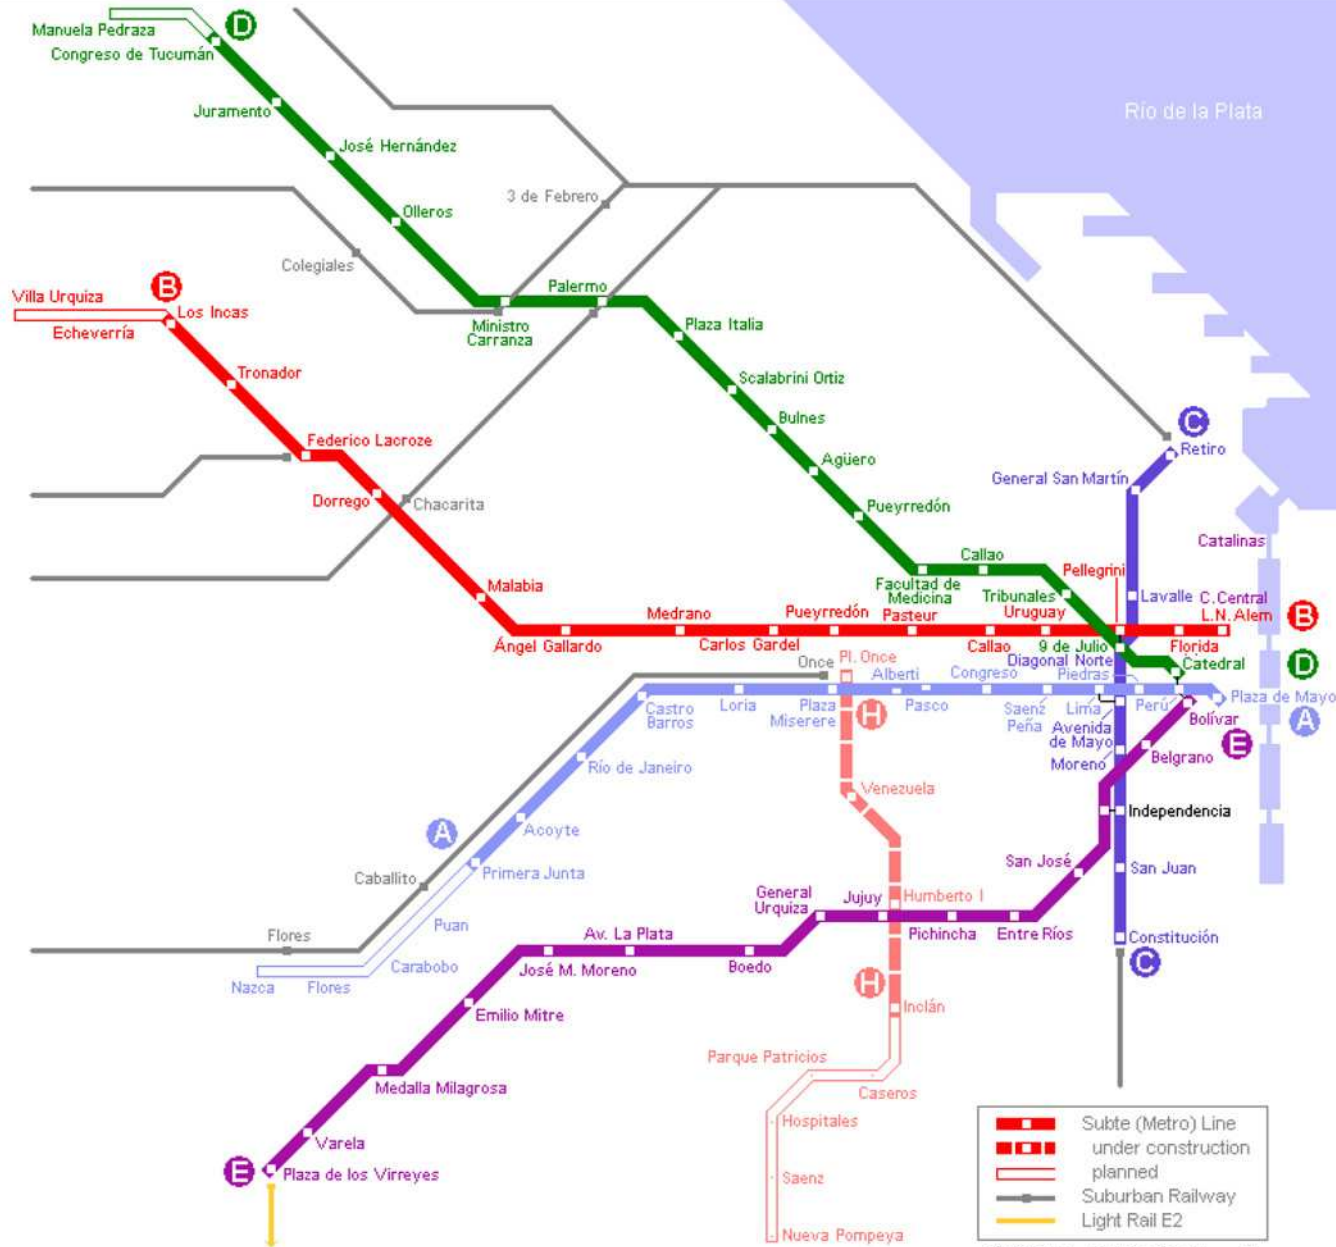 Manuela Pedraza
D
Congreso de Tucumán
Río de la Plata
Juramento
José Hernández
3 de Febrero
Olleros
Colegiales
B
Villa Urquiza
Los Incas
Echeverría
Palermo
Ministro
Carranza
Plaza Italia
Tronador
Scalabrini Ortiz
Bulnes
C
Federico Lacroze
Retiro
Agüero
General San Martín
Dorrego
Chacarita
Pueyrredón
Catalinas
Callao
Pellegrini
Malabia
Facultad de
Medicina
Tribunales
Lavalle
C.Central
Medrano
Pueyrredón
Pasteur
Uruguay
L.N. Alem
B
Ángel Gallardo
Carlos Gardel
Callao
9 de Julio
Florida
Once
Pl. Once
Diagonal Norte
Catedral
D
Alberti
Congreso
Piedras
Castro
Barros
Loria
Plaza
Miserere
Pasco
Saenz
Peña
Lima
Perú
Plaza de Mayo
H
Avenida
de Mayo
Bolívar
A
E
Río de Janeiro
Moreno
Belgrano
Venezuela
Acoyte
Independencia
A
Primera Junta
San José
San Juan
Caballito
General
Urquiza
Jujuy
Humberto I
Puan
Flores
Av. La Plata
Pichincha
Entre Ríos
Constitución
Carabobo
José M. Moreno
Boedo
C
Nazca
Flores
H
Emilio Mitre
Inclán
Parque Patricios
Medalla Milagrosa
Caseros
Hospitales
Varela
E
Plaza de los Virreyes
Saenz
Nueva Pompeya
Subte (Metro) Line
under construction
planned
Suburban Railway
Light Rail E2